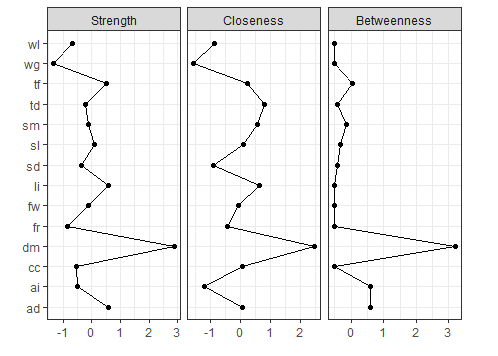 Strength Closeness Betweenness
wl
wg
tf
td
sm
sl
sd
li
fw
fr
dm
cc
ai
ad
-1 0 1 2 3 -1 0 1 2 0 1 2 3